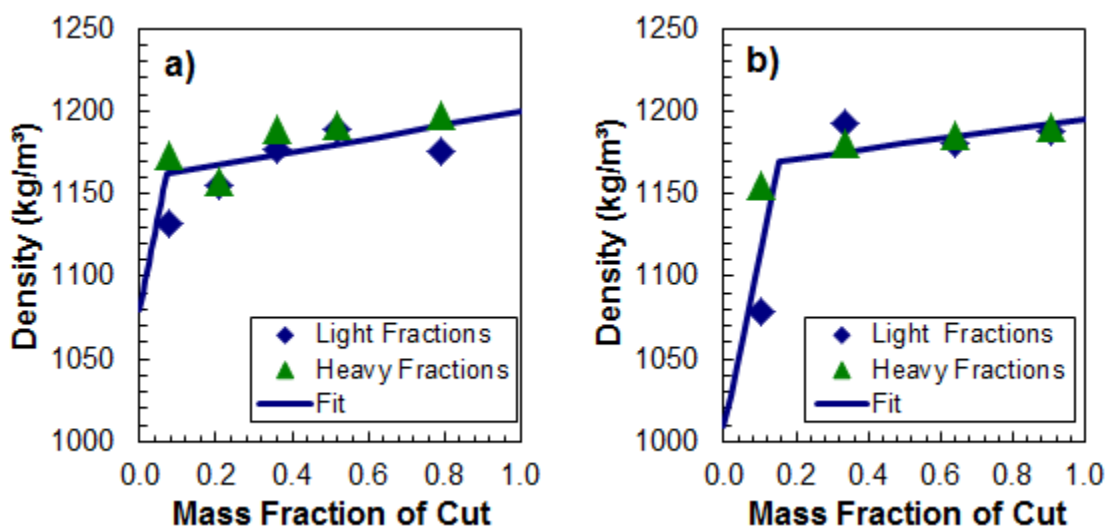 a)
Density (kg/m³)
1250
1200
1150
1100
1050
1000
Light Fractions
Heavy Fractions
Fit
0.0 0.2 0.4 0.6 0.8 1.0
Mass Fraction of Cut
b)
Density (kg/m³)
1250
1200
1150
1100
1050
1000
Light Fractions
Heavy Fractions
Fit
0.0 0.2 0.4 0.6 0.8 1.0
Mass Fraction of Cut